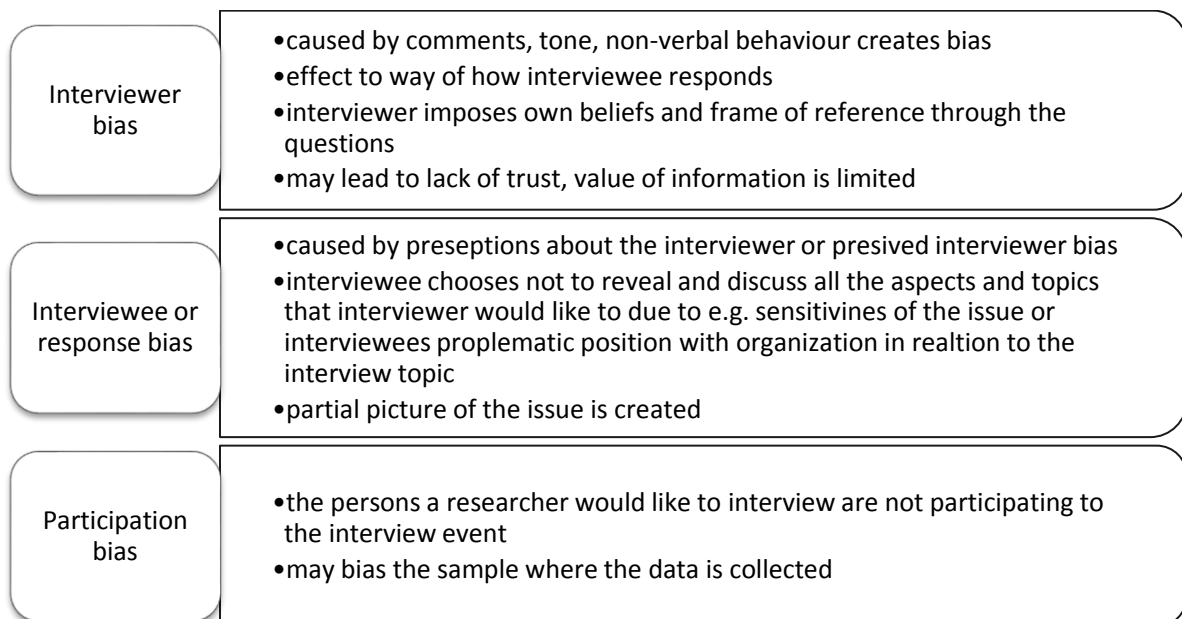 Interviewer
bias
•caused by comments, tone, non-verbal behaviour creates bias
•effect to way of how interviewee responds
•interviewer imposes own beliefs and frame of reference through the
questions
•may lead to lack of trust, value of information is limited
Interviewee or
response bias
•caused by preseptions about the interviewer or presived interviewer bias
•interviewee chooses not to reveal and discuss all the aspects and topics
that interviewer would like to due to e.g. sensitivines of the issue or
interviewees proplematic position with organization in realtion to the
interview topic
•partial picture of the issue is created
Participation
bias
•the persons a researcher would like to interview are not participating to
the interview event
•may bias the sample where the data is collected